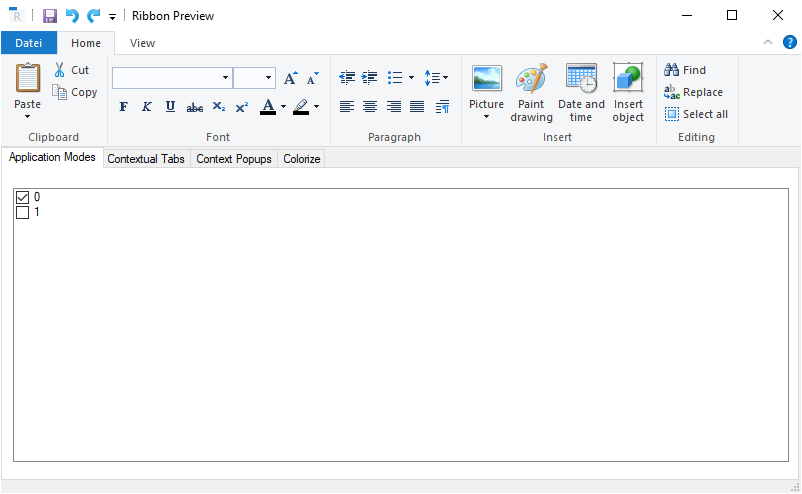 R Ribbon Preview
Datei Home View
Paste Cut Copy
Clipboard
F K U abc X₂ X² A
Font
Paragraph
Picture Paint drawing Date and time Insert object
Insert
Find
Replace
Select all
Editing
Application Modes Contextual Tabs Context Popups Colorize
0
1